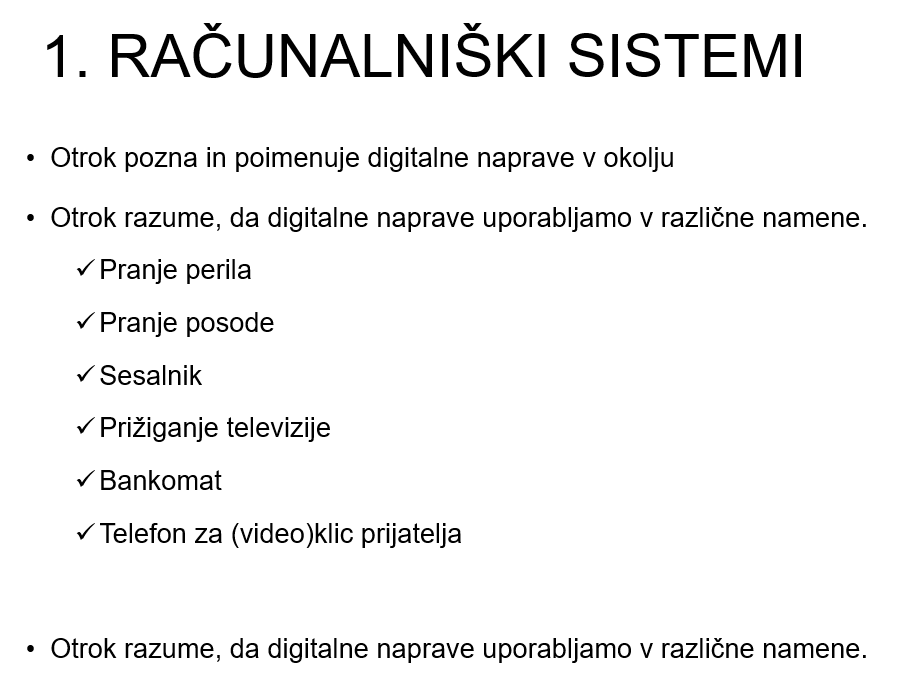 1. RAČUNALNIŠKI SISTEMI
• Otrok pozna in poimenuje digitalne naprave v okolju
• Otrok razume, da digitalne naprave uporabljamo v različne namene.
✓ Pranje perila
✓ Pranje posode
✓ Sesalnik
✓ Prižiganje televizije
✓ Bankomat
✓ Telefon za (video)klic prijatelja
• Otrok razume, da digitalne naprave uporabljamo v različne namene.